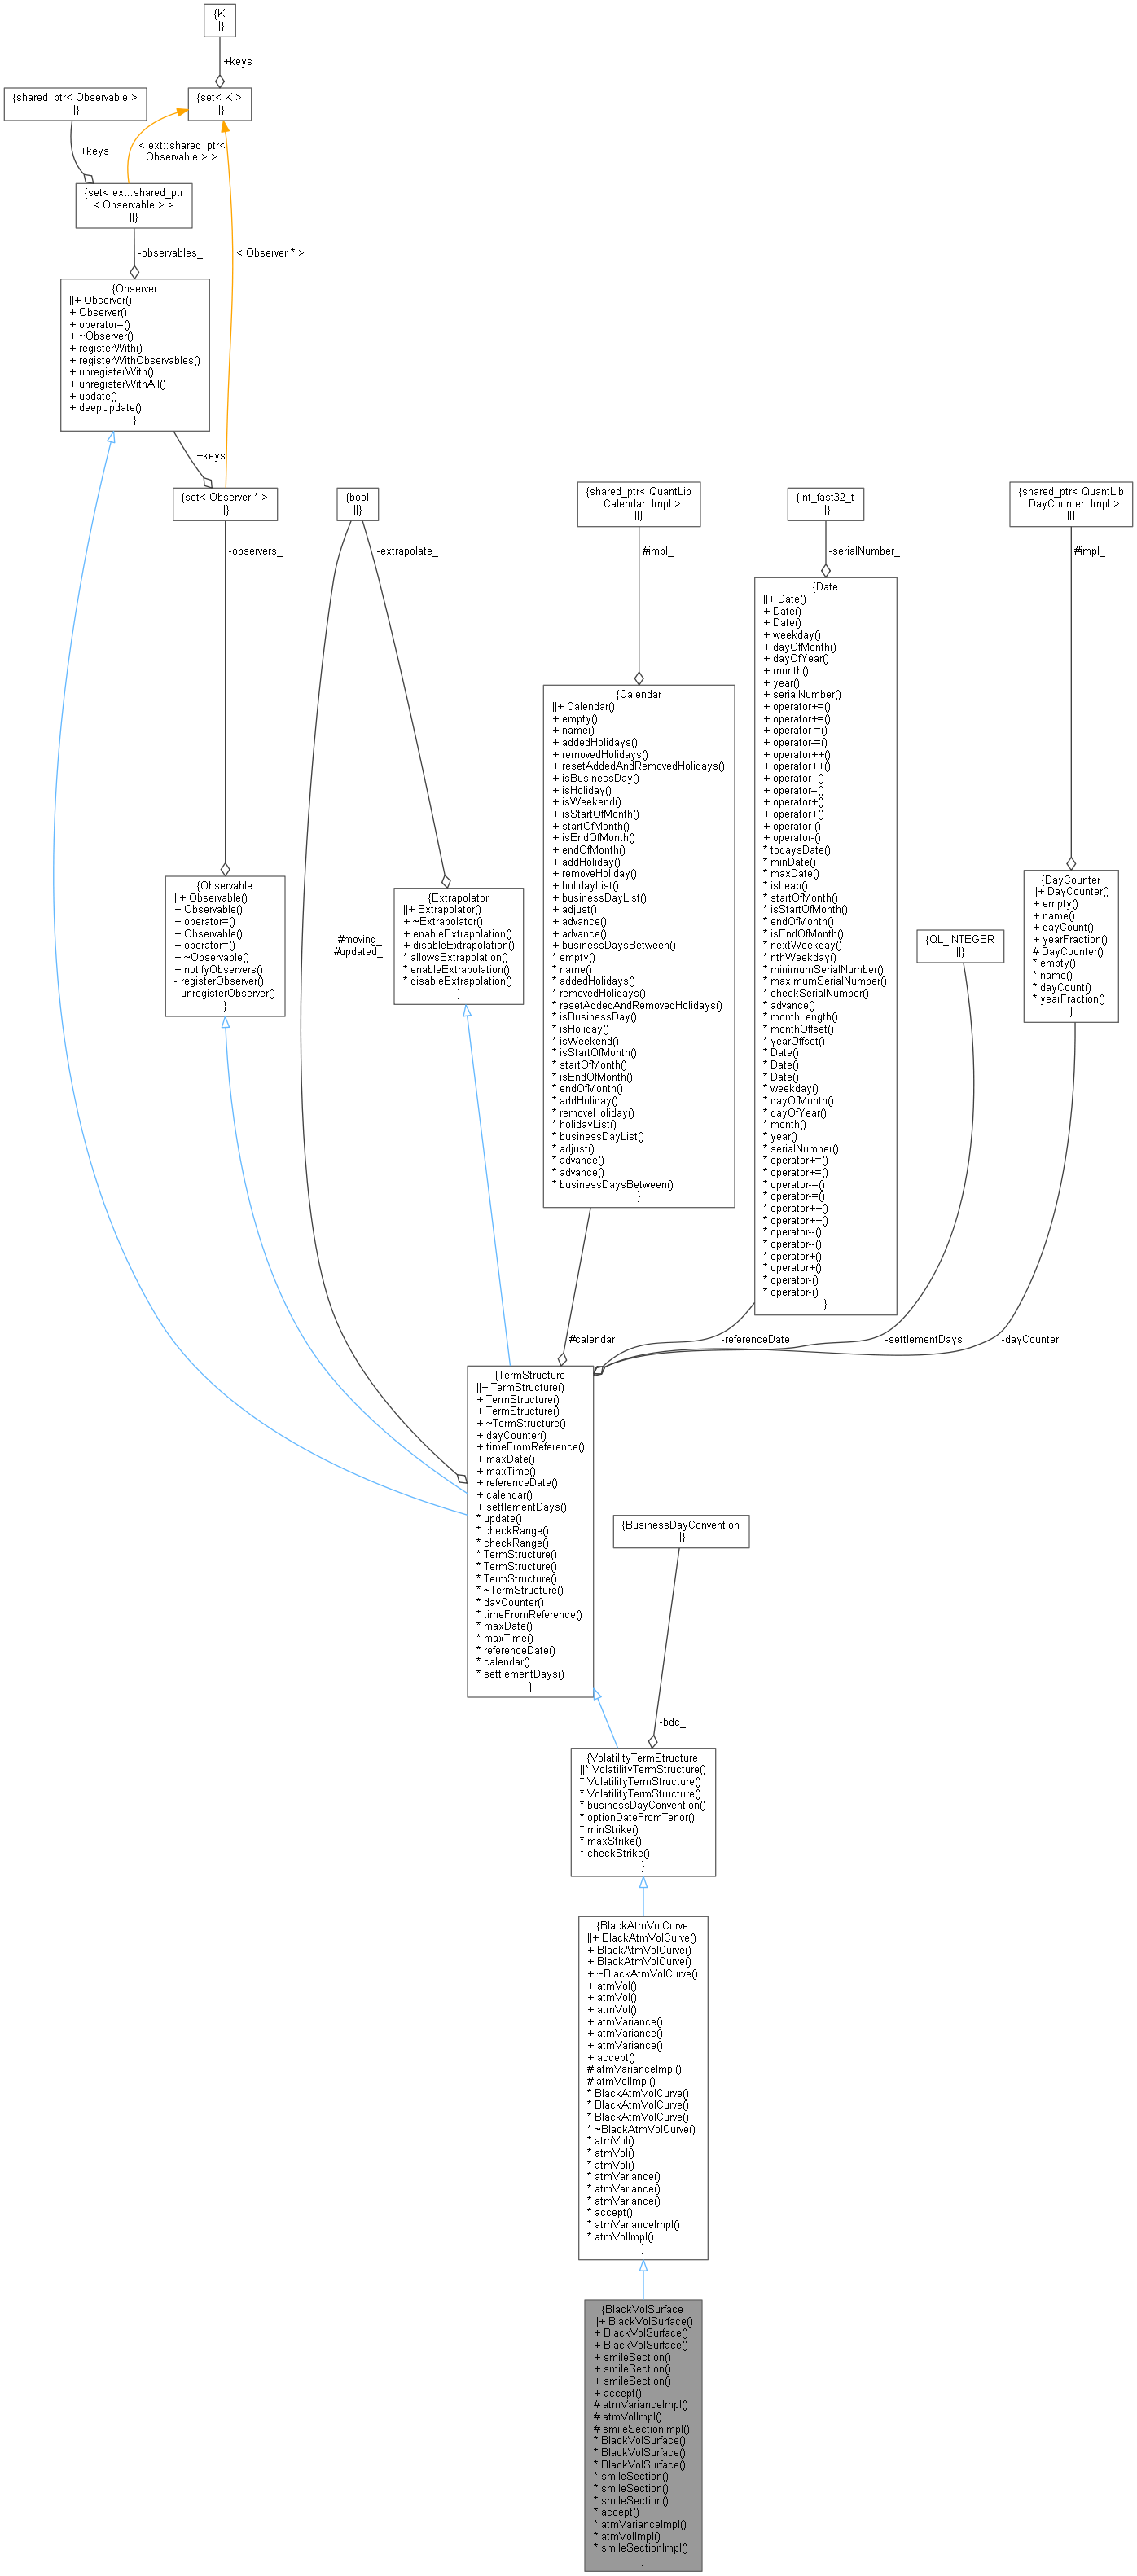 {K
||}
+keys
{shared_ptr< Observable >
||}
{set< K >
||}
+keys
< ext::shared_ptr<
Observable > >
{set< ext::shared_ptr
< Observable > >
||}
-observables_
< Observer * >
{Observer
||+ Observer()
+ Observer()
+ operator=()
+ ~Observer()
+ registerWith()
+ registerWithObservables()
+ unregisterWith()
+ unregisterWithAll()
+ update()
+ deepUpdate()
}
+keys
{set< Observer * >
||}
-observers_
{bool
||}
-extrapolate_
{shared_ptr< QuantLib
::Calendar::Impl >
||}
#impl_
{int_fast32_t
||}
-serialNumber_
{shared_ptr< QuantLib
::DayCounter::Impl >
||}
#impl_
{Date
||+ Date()
+ Date()
+ Date()
+ weekday()
+ dayOfMonth()
+ dayOfYear()
+ month()
+ year()
+ serialNumber()
+ operator+=()
+ operator+=()
+ operator-=()
+ operator-=()
+ operator++()
+ operator++()
+ operator--()
+ operator--()
+ operator+()
+ operator+()
+ operator-()
+ operator-()
* todaysDate()
* minDate()
* maxDate()
* isLeap()
* startOfMonth()
* isStartOfMonth()
* endOfMonth()
* isEndOfMonth()
* nextWeekday()
* nthWeekday()
* minimumSerialNumber()
* maximumSerialNumber()
* checkSerialNumber()
* advance()
* monthLength()
* monthOffset()
* yearOffset()
* Date()
* Date()
* Date()
* weekday()
* dayOfMonth()
* dayOfYear()
* month()
* year()
* serialNumber()
* operator+=()
* operator+=()
* operator-=()
* operator-=()
* operator++()
* operator++()
* operator--()
* operator--()
* operator+()
* operator+()
* operator-()
* operator-()
}
{Calendar
||+ Calendar()
+ empty()
+ name()
+ addedHolidays()
+ removedHolidays()
+ resetAddedAndRemovedHolidays()
+ isBusinessDay()
+ isHoliday()
+ isWeekend()
+ isStartOfMonth()
+ startOfMonth()
+ isEndOfMonth()
+ endOfMonth()
+ addHoliday()
+ removeHoliday()
+ holidayList()
+ businessDayList()
+ adjust()
+ advance()
+ advance()
+ businessDaysBetween()
* empty()
* name()
* addedHolidays()
* removedHolidays()
* resetAddedAndRemovedHolidays()
* isBusinessDay()
* isHoliday()
* isWeekend()
* isStartOfMonth()
* startOfMonth()
* isEndOfMonth()
* endOfMonth()
* addHoliday()
* removeHoliday()
* holidayList()
* businessDayList()
* adjust()
* advance()
* advance()
* businessDaysBetween()
}
{Observable
||+ Observable()
+ Observable()
+ operator=()
+ Observable()
+ operator=()
+ ~Observable()
+ notifyObservers()
- registerObserver()
- unregisterObserver()
}
#moving_
#updated_
{Extrapolator
||+ Extrapolator()
+ ~Extrapolator()
+ enableExtrapolation()
+ disableExtrapolation()
* allowsExtrapolation()
* enableExtrapolation()
* disableExtrapolation()
}
{QL_INTEGER
||}
{DayCounter
||+ DayCounter()
+ empty()
+ name()
+ dayCount()
+ yearFraction()
# DayCounter()
* empty()
* name()
* dayCount()
* yearFraction()
}
#calendar_
-referenceDate_
-settlementDays_
-dayCounter_
{TermStructure
||+ TermStructure()
+ TermStructure()
+ TermStructure()
+ ~TermStructure()
+ dayCounter()
+ timeFromReference()
+ maxDate()
+ maxTime()
+ referenceDate()
+ calendar()
+ settlementDays()
* update()
* checkRange()
* checkRange()
* TermStructure()
* TermStructure()
* TermStructure()
* ~TermStructure()
* dayCounter()
* timeFromReference()
* maxDate()
* maxTime()
* referenceDate()
* calendar()
* settlementDays()
}
{BusinessDayConvention
||}
-bdc_
{VolatilityTermStructure
||* VolatilityTermStructure()
* VolatilityTermStructure()
* VolatilityTermStructure()
* businessDayConvention()
* optionDateFromTenor()
* minStrike()
* maxStrike()
* checkStrike()
}
{BlackAtmVolCurve
||+ BlackAtmVolCurve()
+ BlackAtmVolCurve()
+ BlackAtmVolCurve()
+ ~BlackAtmVolCurve()
+ atmVol()
+ atmVol()
+ atmVol()
+ atmVariance()
+ atmVariance()
+ atmVariance()
+ accept()
# atmVarianceImpl()
# atmVolImpl()
* BlackAtmVolCurve()
* BlackAtmVolCurve()
* BlackAtmVolCurve()
* ~BlackAtmVolCurve()
* atmVol()
* atmVol()
* atmVol()
* atmVariance()
* atmVariance()
* atmVariance()
* accept()
* atmVarianceImpl()
* atmVolImpl()
}
{BlackVolSurface
||+ BlackVolSurface()
+ BlackVolSurface()
+ BlackVolSurface()
+ smileSection()
+ smileSection()
+ smileSection()
+ accept()
# atmVarianceImpl()
# atmVolImpl()
# smileSectionImpl()
* BlackVolSurface()
* BlackVolSurface()
* BlackVolSurface()
* smileSection()
* smileSection()
* smileSection()
* accept()
* atmVarianceImpl()
* atmVolImpl()
* smileSectionImpl()
}